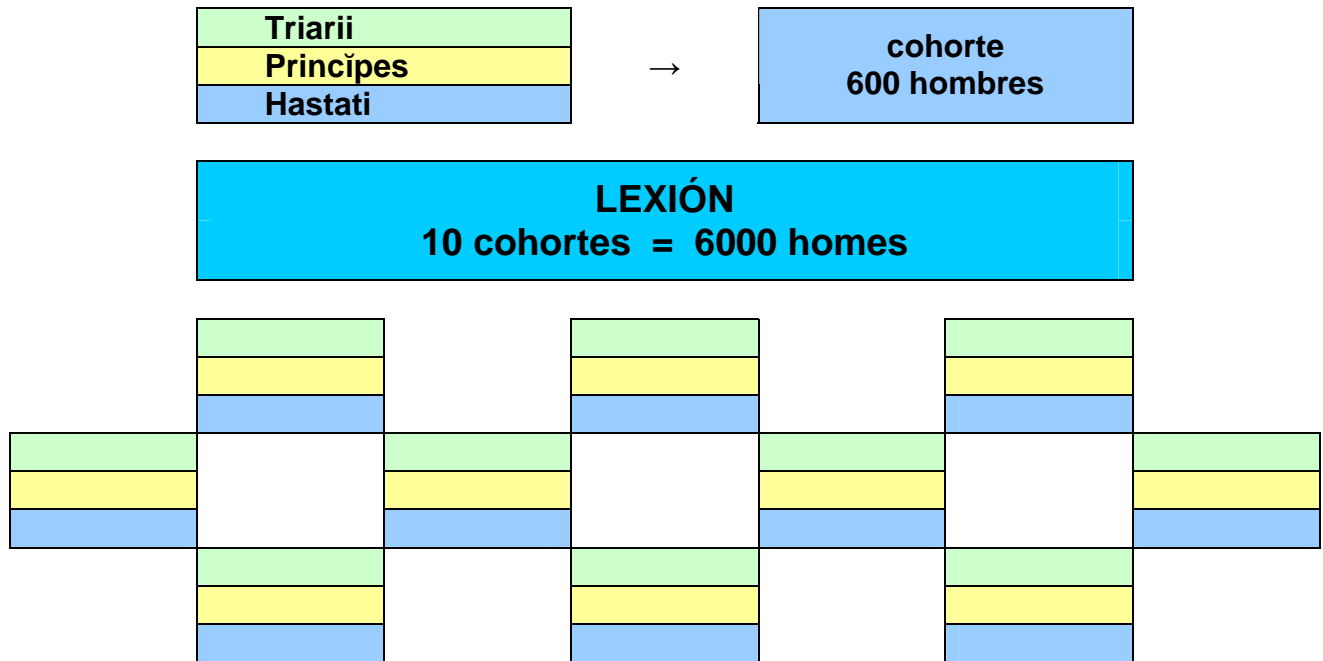 Triarii
Princĭpes
Hastati
→
cohorte
600 hombres
LEXIÓN
10 cohortes = 6000 homes